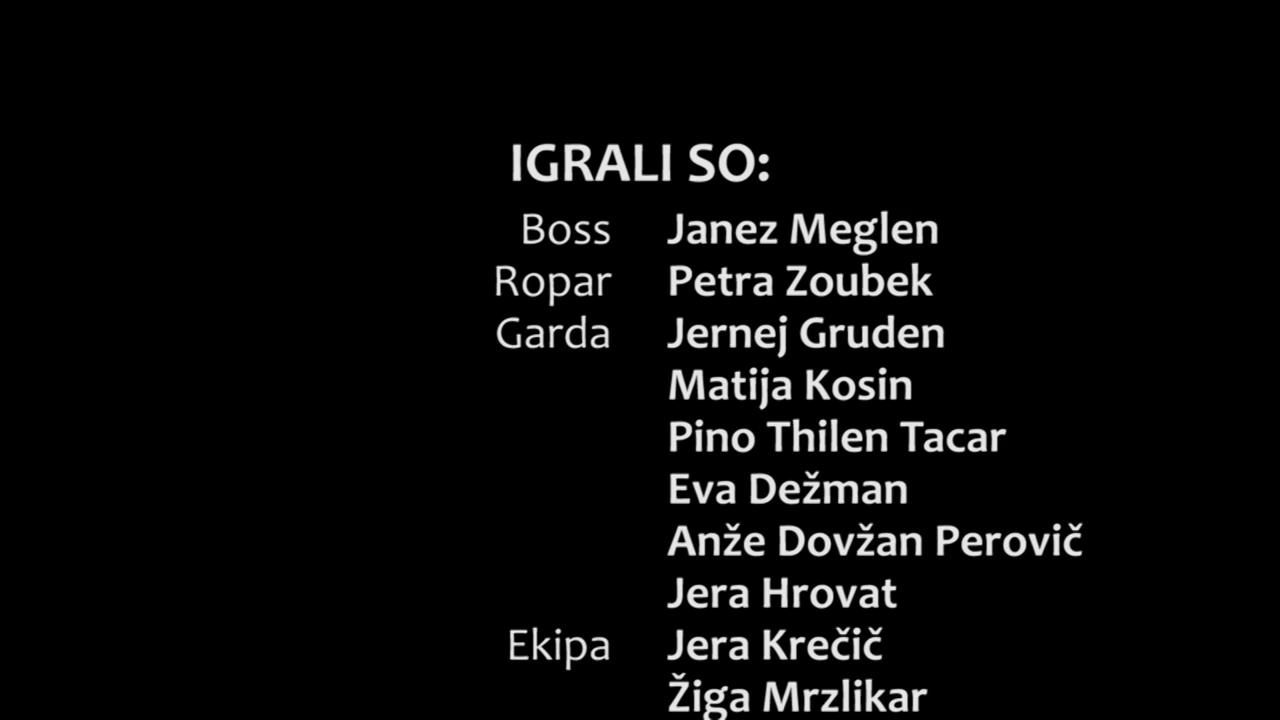 IGRALI SO:
Boss Janez Meglen
Ropar Petra Zoubek
Garda Jernej Gruden
Matija Kosin
Pino Thilen Tacar
Eva Dežman
Anže Dovžan Perovič
Jera Hrovat
Ekipa Jera Krečič
Žiga Mrzlikar